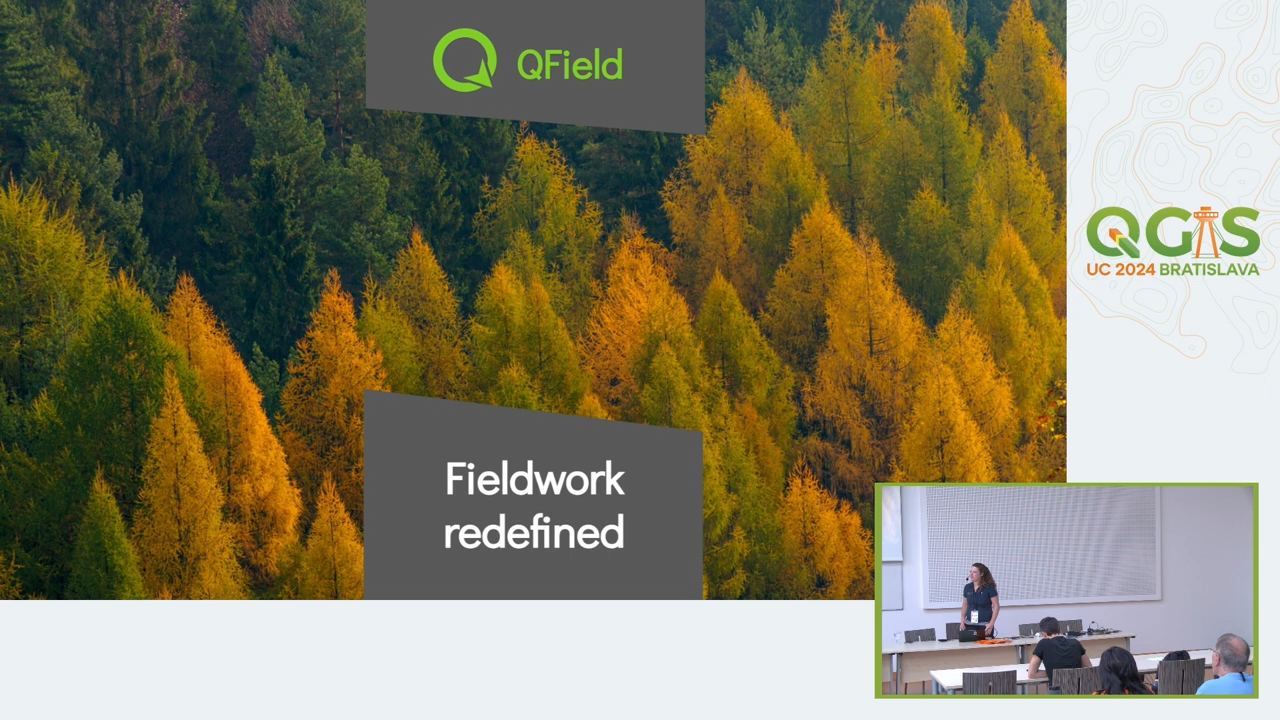 QField
Fieldwork
redefined
QGIS
UC 2024 BRATISLAVA